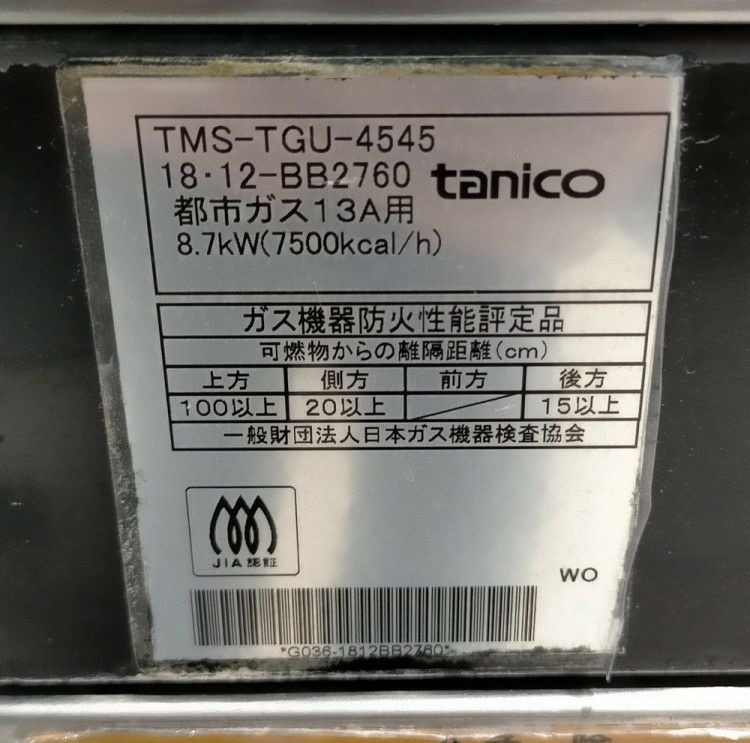 TMS-TGU-4545
18・12-BB2760 tanico
都市ガス13A用
8.7kW(7500kcal/h)
ガス機器防火性能評定品
可燃物からの離隔距離(cm)
上方 側方 前方 後方
100以上 20以上 15以上
一般財団法人日本ガス機器検査協会
JIA認証
WO
*G036-1812BB2760*